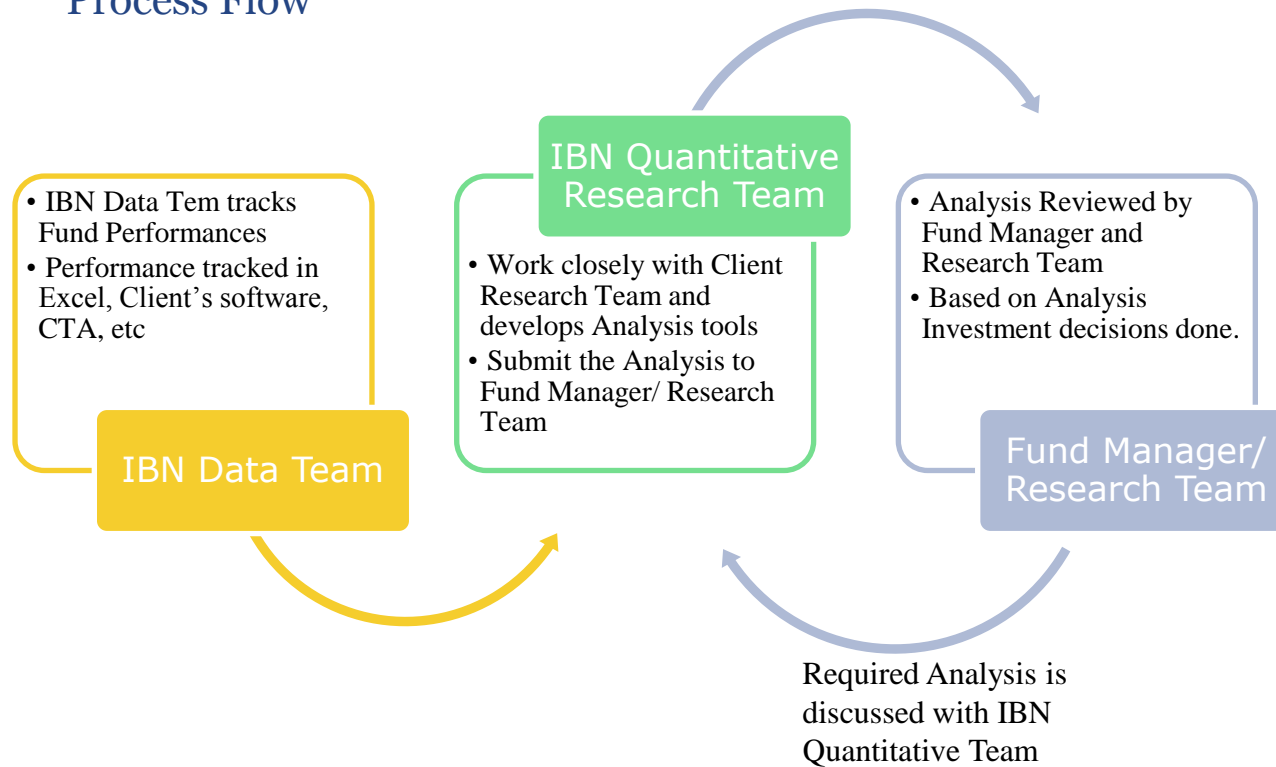 Process Flow
• IBN Data Tem tracks
Fund Performances
• Performance tracked in
Excel, Client’s software,
CTA, etc
IBN Data Team
IBN Quantitative
Research Team
• Work closely with Client
Research Team and
develops Analysis tools
• Submit the Analysis to
Fund Manager/ Research
Team
• Analysis Reviewed by
Fund Manager and
Research Team
• Based on Analysis
Investment decisions done.
Fund Manager/
Research Team
Required Analysis is
discussed with IBN
Quantitative Team